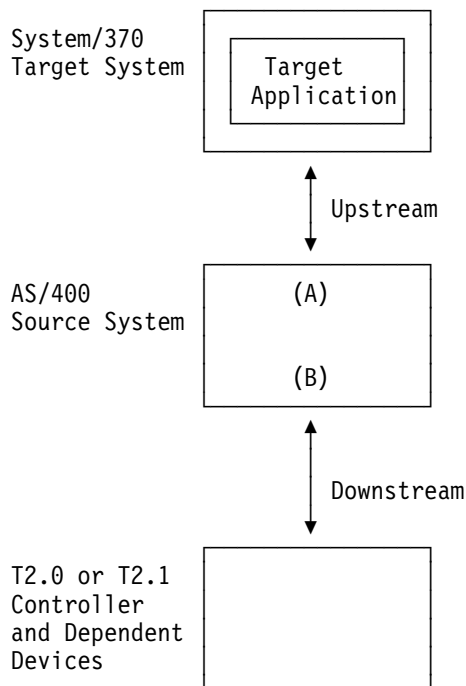 System/370
Target System
Target
Application
Upstream
AS/400
Source System
(A)
(B)
Downstream
T2.0 or T2.1
Controller
and Dependent
Devices